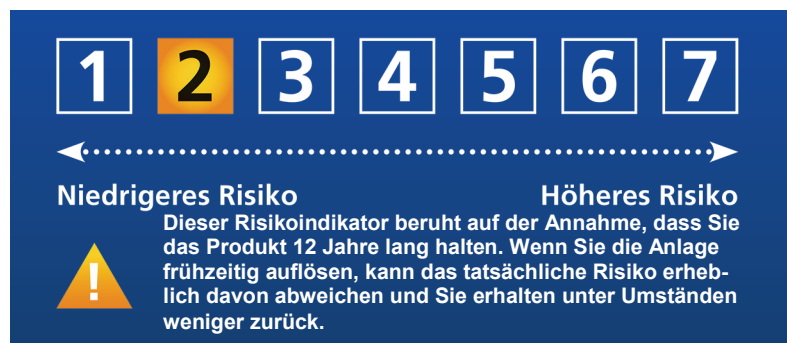 1 2 3 4 5 6 7
Niedrigeres Risiko Höheres Risiko
Dieser Risikoindikator beruht auf der Annahme, dass Sie
das Produkt 12 Jahre lang halten. Wenn Sie die Anlage
frühzeitig auflösen, kann das tatsächliche Risiko erheb-
lich davon abweichen und Sie erhalten unter Umständen
weniger zurück.